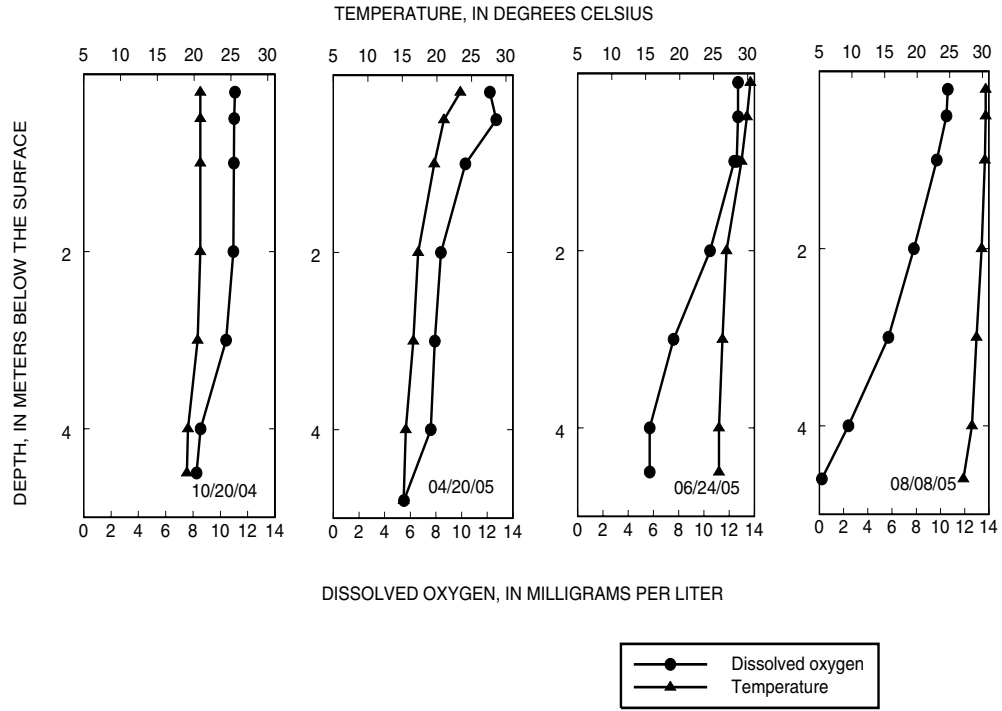 TEMPERATURE, IN DEGREES CELSIUS
5 10 15 20 25 30 5 10 15 20 25 30 5 10 15 20 25 30 5 10 15 20 25 30
DEPTH, IN METERS BELOW THE SURFACE
2 2 2 2
4 4 4 4
10/20/04 04/20/05 06/24/05 08/08/05
0 2 4 6 8 10 12 14 0 2 4 6 8 10 12 14 0 2 4 6 8 10 12 14 0 2 4 6 8 10 12 14
DISSOLVED OXYGEN, IN MILLIGRAMS PER LITER
Dissolved oxygen
Temperature